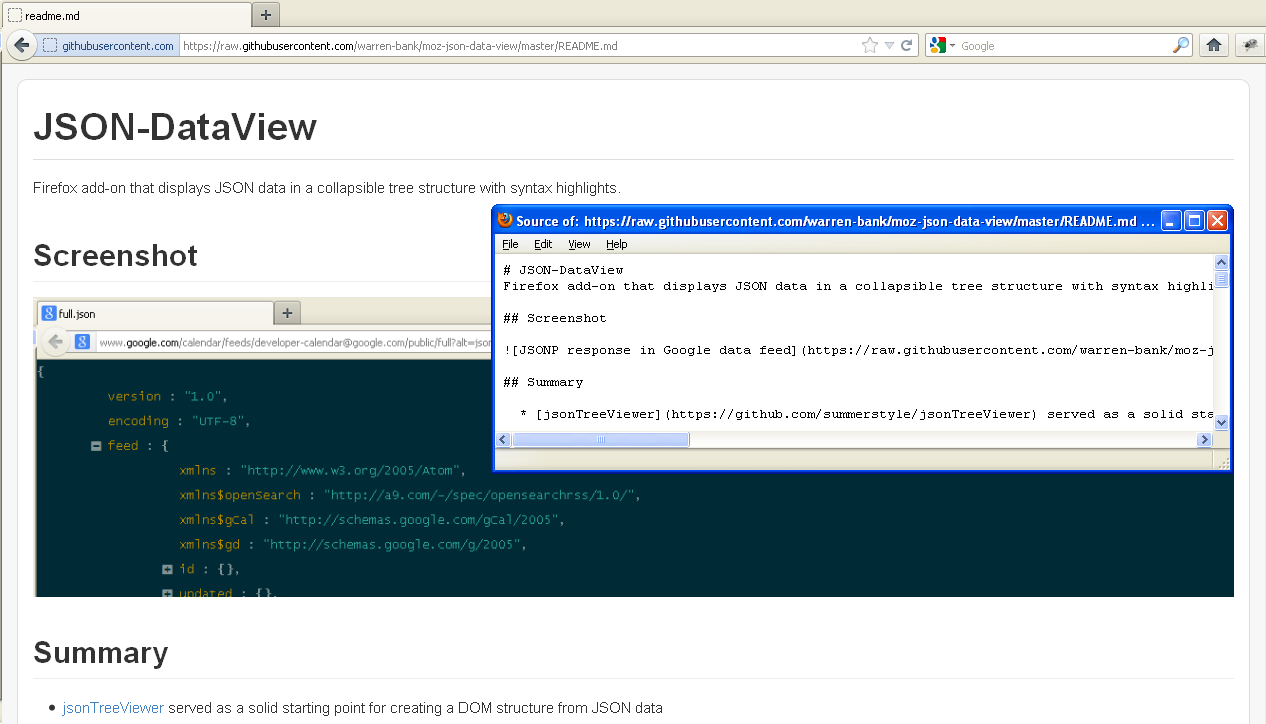 readme.md
githubusercontent.com https://raw.githubusercontent.com/warren-bank/moz-json-data-view/master/README.md Google
JSON-DataView
Firefox add-on that displays JSON data in a collapsible tree structure with syntax highlights.
Screenshot
full.json
www.google.com/calendar/feeds/developer-calendar@google.com/public/full?alt=json
{
version : "1.0",
encoding : "UTF-8",
feed : {
xmlns : "http://www.w3.org/2005/Atom",
xmlns$openSearch : "http://a9.com/-/spec/opensearchrss/1.0/",
xmlns$gCal : "http://schemas.google.com/gCal/2005",
xmlns$gd : "http://schemas.google.com/g/2005",
id : {},
updated : {},
Source of: https://raw.githubusercontent.com/warren-bank/moz-json-data-view/master/README.md ...
File Edit View Help
# JSON-DataView
Firefox add-on that displays JSON data in a collapsible tree structure with syntax highli
## Screenshot
![JSONP response in Google data feed](https://raw.githubusercontent.com/warren-bank/moz-j
## Summary
* [jsonTreeViewer](https://github.com/summerstyle/jsonTreeViewer) served as a solid sta
Summary
• jsonTreeViewer served as a solid starting point for creating a DOM structure from JSON data